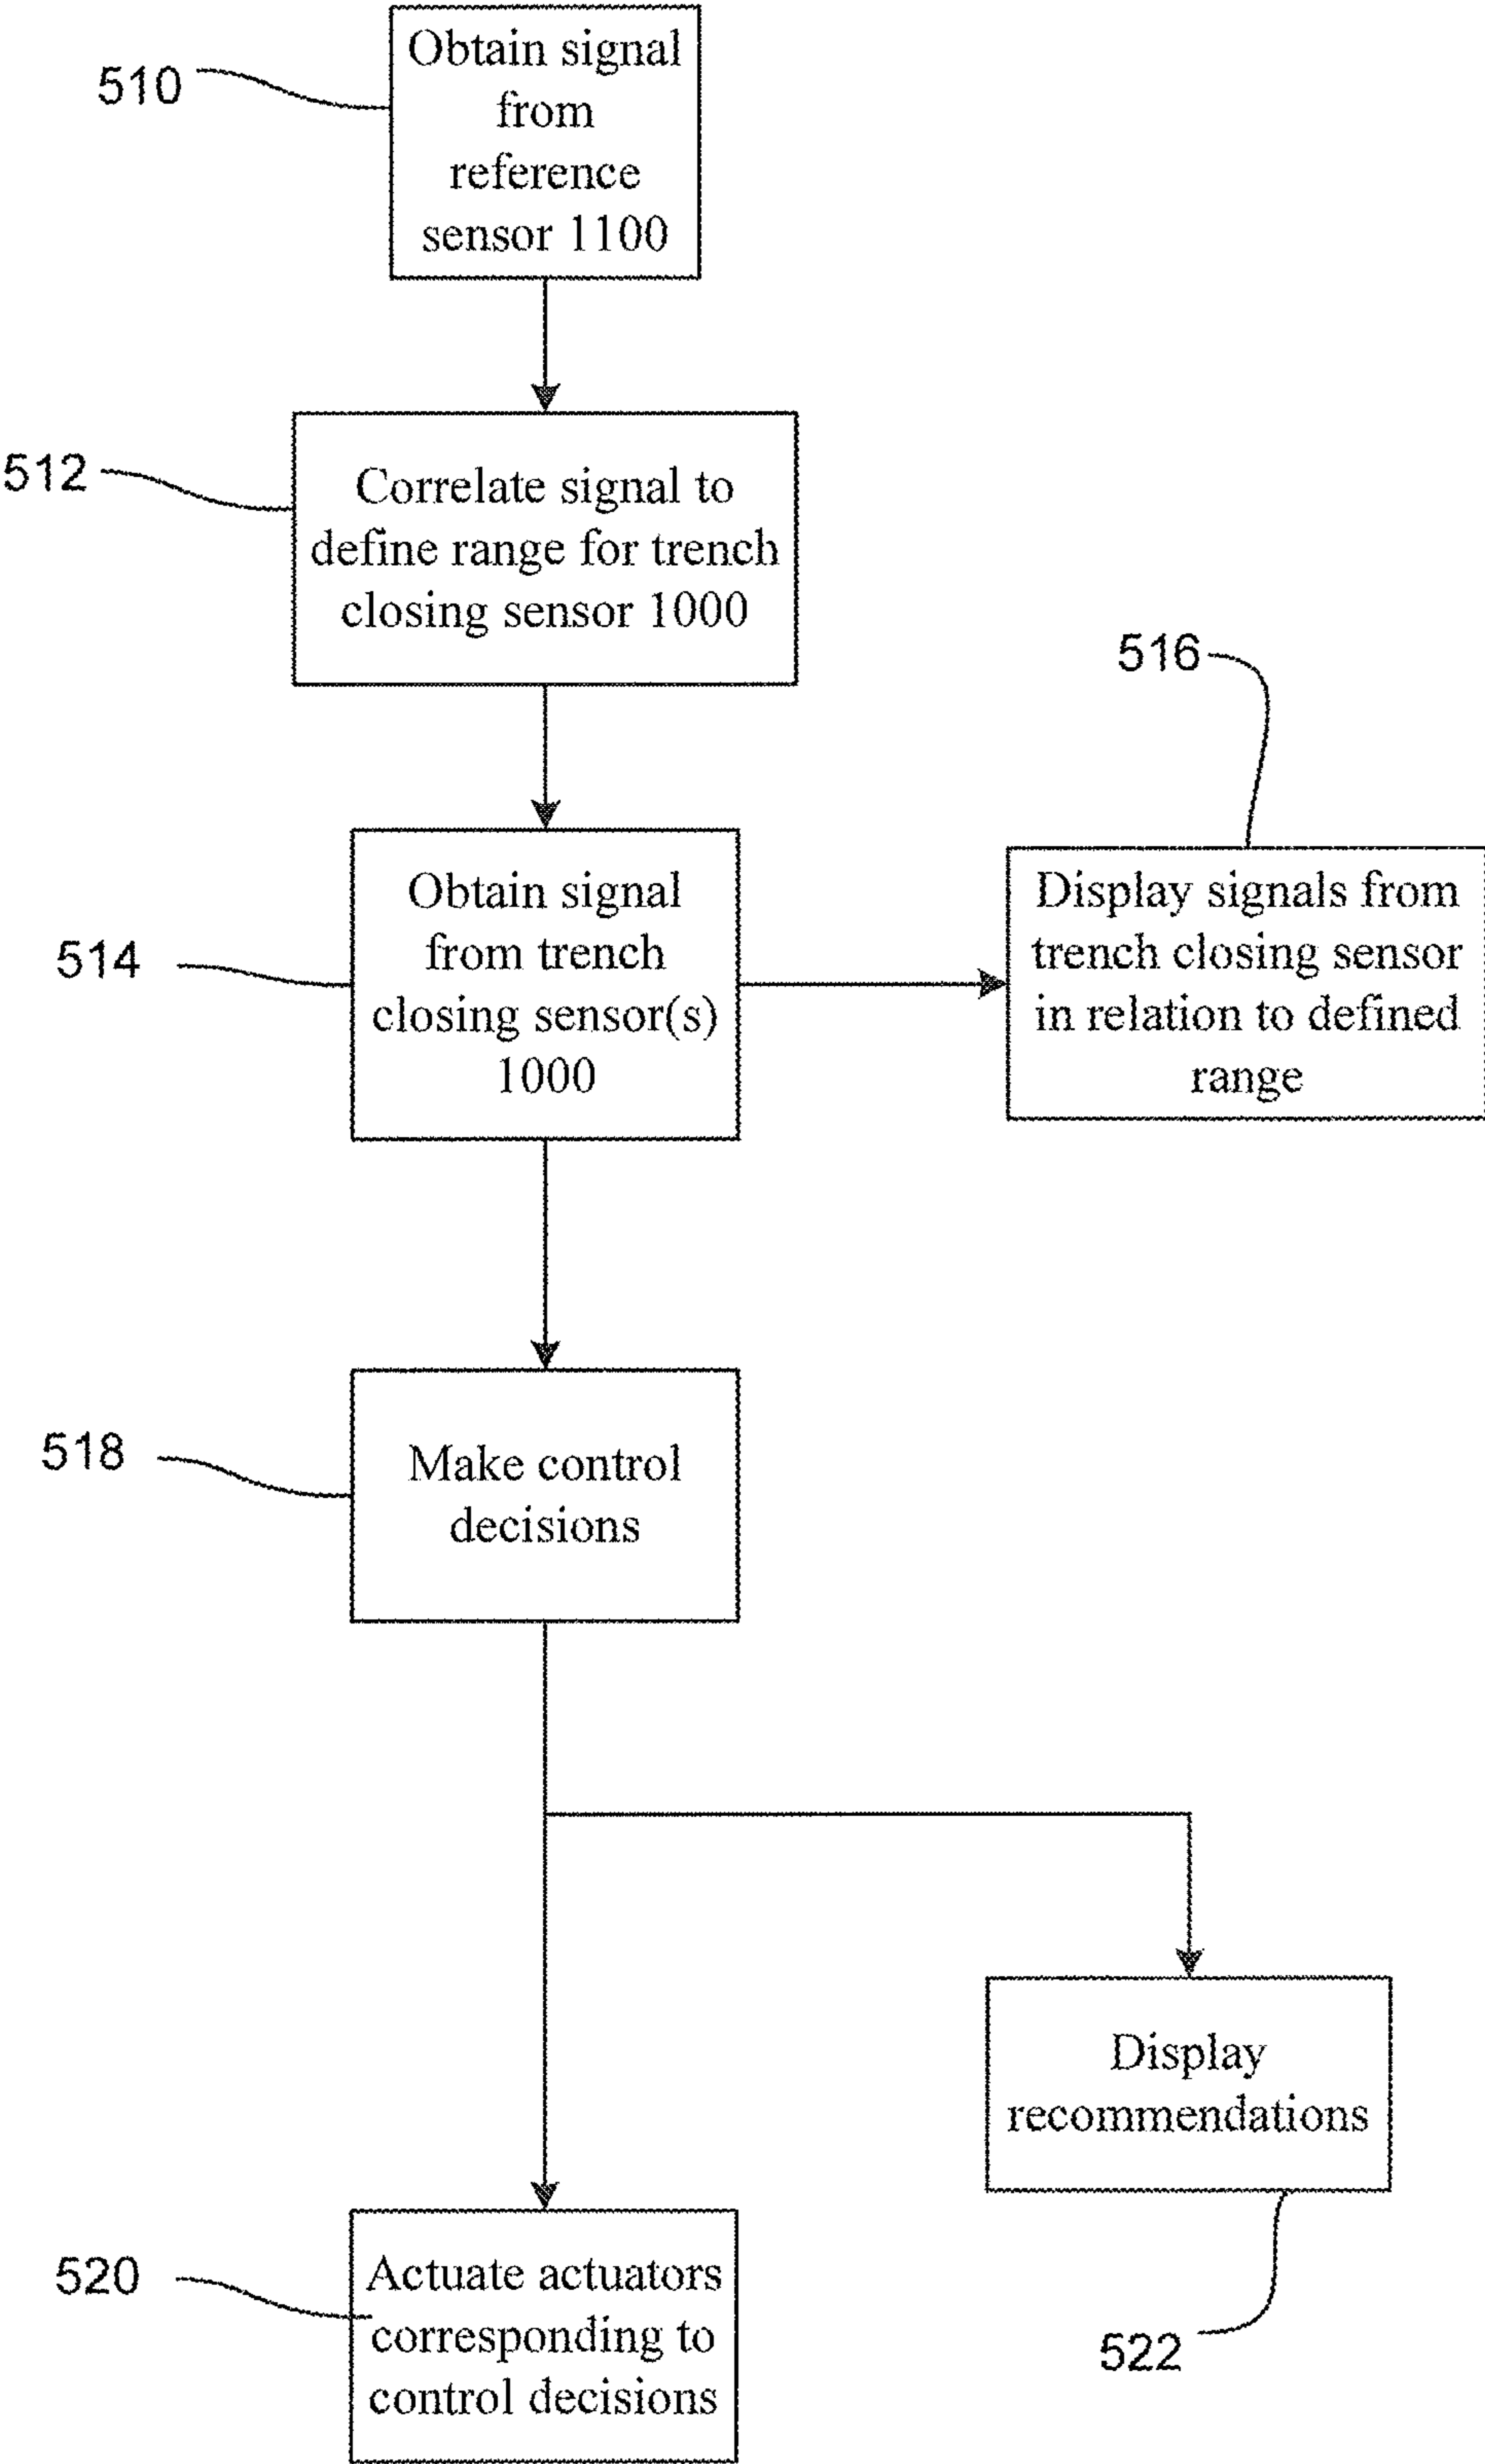 510
Obtain signal
from
reference
sensor 1100
512
Correlate signal to
define range for trench
closing sensor 1000
514
Obtain signal
from trench
closing sensor(s)
1000
516
Display signals from
trench closing sensor
in relation to defined
range
518
Make control
decisions
Display
recommendations
522
520
Actuate actuators
corresponding to
control decisions